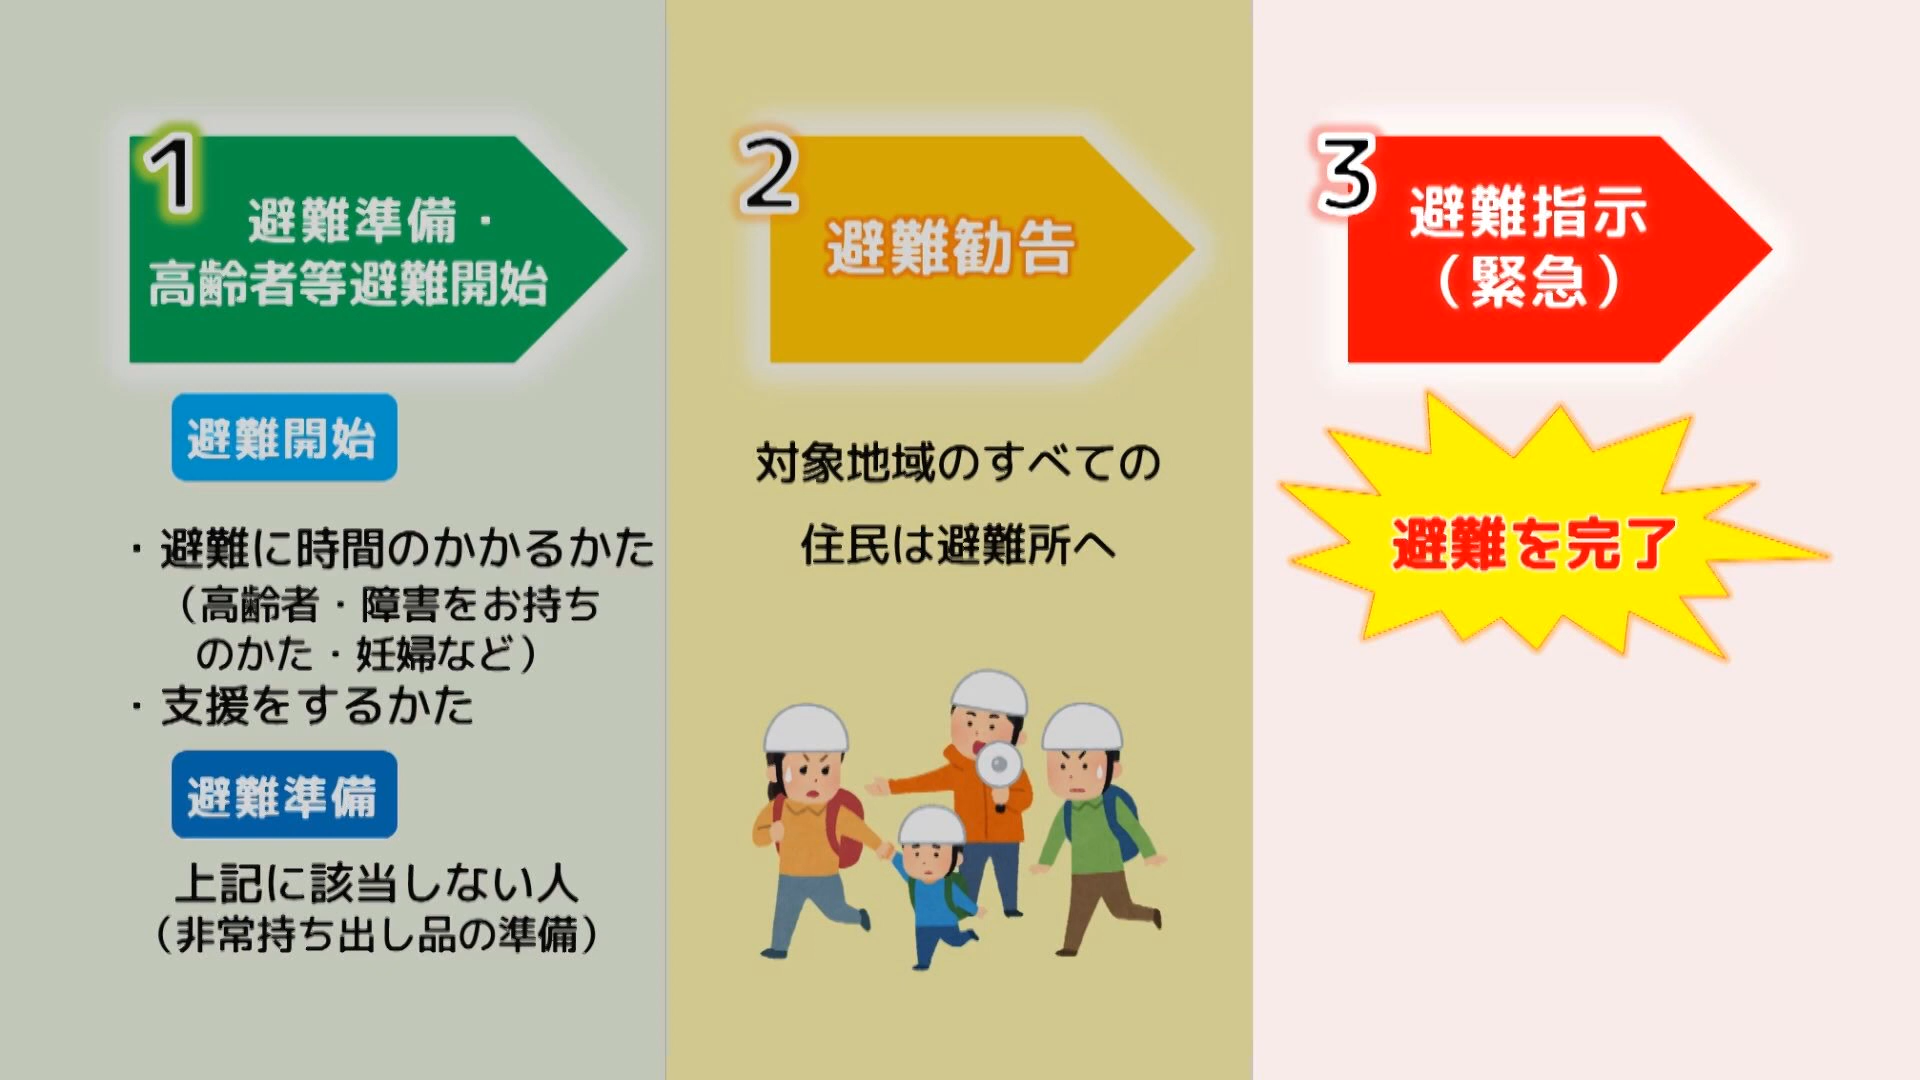 1
避難準備・
高齢者等避難開始
避難開始
・避難に時間のかかるかた
（高齢者・障害をお持ち
のかた・妊婦など）
・支援をするかた
避難準備
上記に該当しない人
（非常持ち出し品の準備）
2
避難勧告
対象地域のすべての
住民は避難所へ
3
避難指示
（緊急）
避難を完了